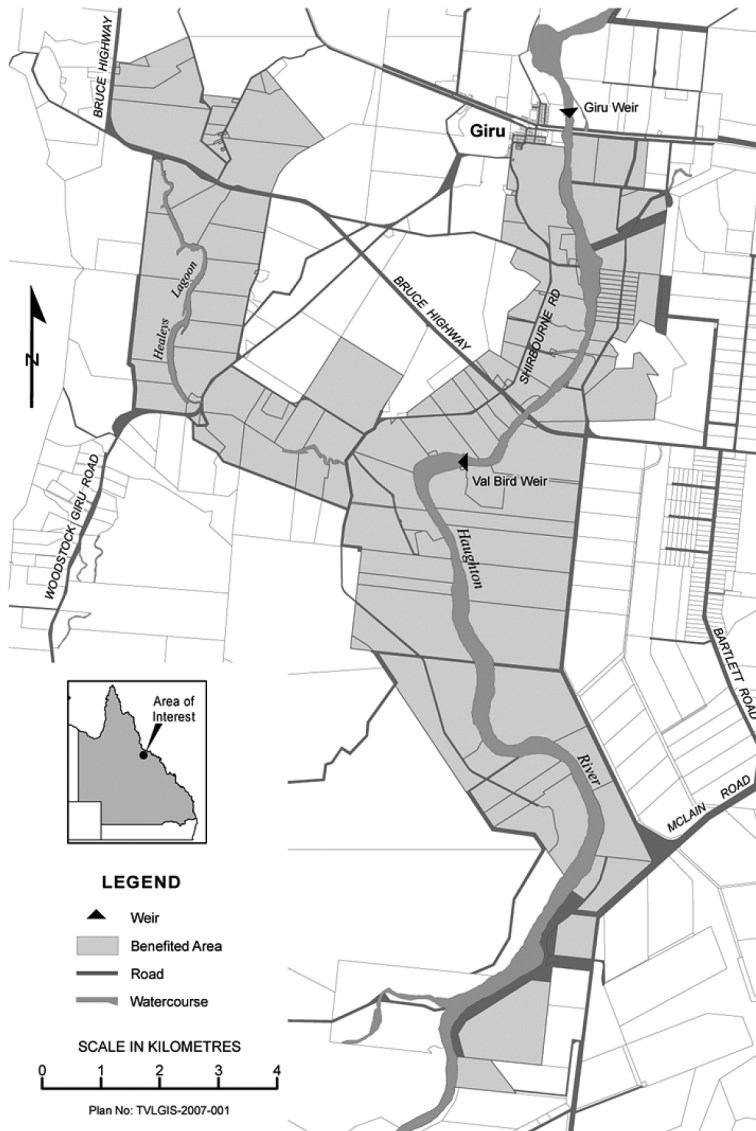 BRUCE HIGHWAY
Giru Weir
Giru
Lagoon
Healeys
BRUCE HIGHWAY
SHIRBOURNE RD
N
Val Bird Weir
WOODSTOCK GIRU ROAD
Haughton
River
BARTLETT ROAD
MCLAIN ROAD
Area of
Interest
LEGEND
Weir
Benefited Area
Road
Watercourse
SCALE IN KILOMETRES
0 1 2 3 4
Plan No: TVLGIS-2007-001